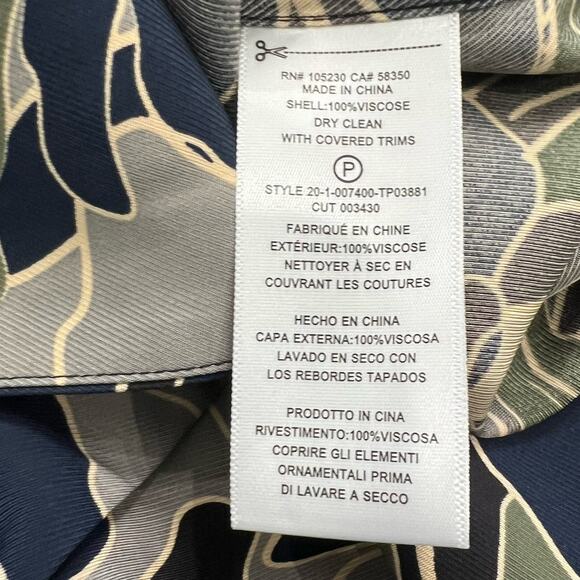 RN# 105230 CA# 58350
MADE IN CHINA
SHELL:100%VISCOSE
DRY CLEAN
WITH COVERED TRIMS
P
STYLE 20-1-007400-TP03881
CUT 003430
FABRIQUÉ EN CHINE
EXTÉRIEUR:100%VISCOSE
NETTOYER À SEC EN
COUVRANT LES COUTURES
HECHO EN CHINA
CAPA EXTERNA:100%VISCOSA
LAVADO EN SECO CON
LOS REBORDES TAPADOS
PRODOTTO IN CINA
RIVESTIMENTO:100%VISCOSA
COPRIRE GLI ELEMENTI
ORNAMENTALI PRIMA
DI LAVARE A SECCO